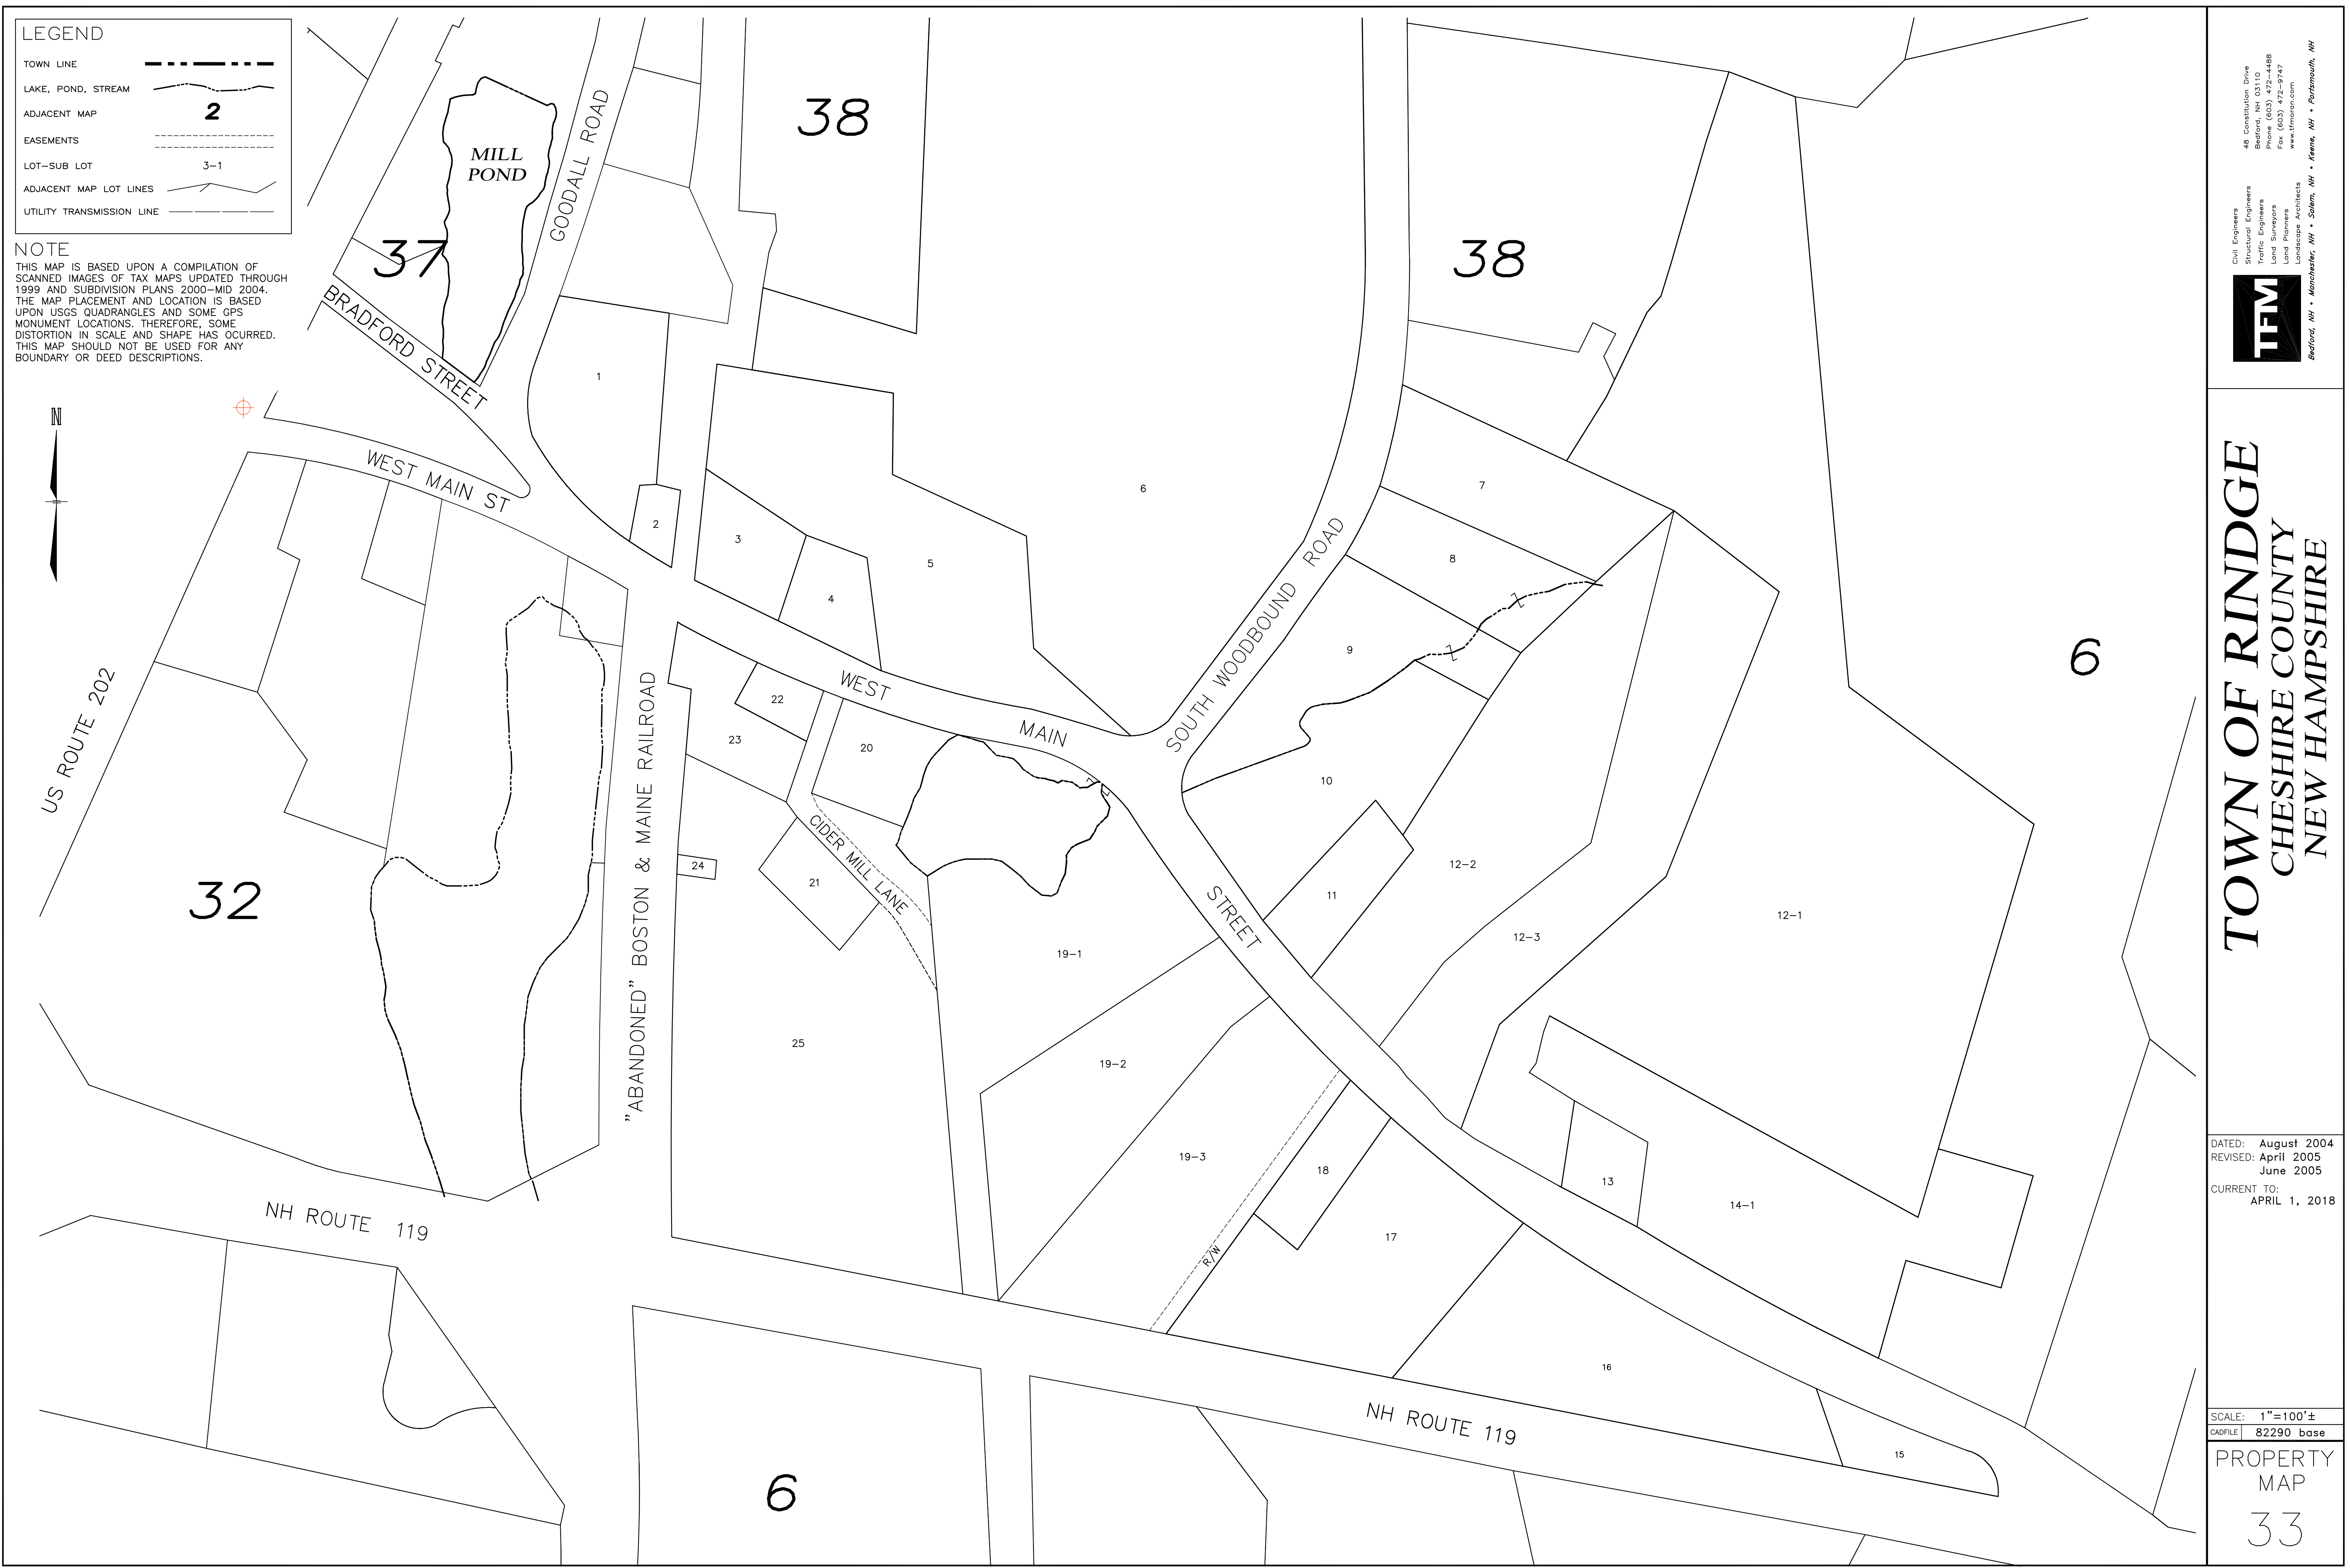 LEGEND
TOWN LINE
LAKE, POND, STREAM
ADJACENT MAP 2
EASEMENTS
LOT-SUB LOT 3-1
ADJACENT MAP LOT LINES
UTILITY TRANSMISSION LINE
NOTE
THIS MAP IS BASED UPON A COMPILATION OF
SCANNED IMAGES OF TAX MAPS UPDATED THROUGH
1999 AND SUBDIVISION PLANS 2000-MID 2004.
THE MAP PLACEMENT AND LOCATION IS BASED
UPON USGS QUADRANGLES AND SOME GPS
MONUMENT LOCATIONS. THEREFORE, SOME
DISTORTION IN SCALE AND SHAPE HAS OCURRED.
THIS MAP SHOULD NOT BE USED FOR ANY
BOUNDARY OR DEED DESCRIPTIONS.
N
MILL
POND
GOODALL ROAD
37
38
38
BRADFORD STREET
WEST MAIN ST
1
2
3
4
5
6
7
8
9
10
11
12-2
12-3
12-1
6
SOUTH WOODBOUND ROAD
WEST
MAIN
STREET
US ROUTE 202
32
"ABANDONED" BOSTON & MAINE RAILROAD
22
23
20
24
21
CIDER MILL LANE
25
19-1
19-2
19-3
R/W
18
17
13
14-1
16
15
NH ROUTE 119
NH ROUTE 119
6
48 Constitution Drive
Bedford, NH 03110
Phone (603) 472-4488
Fax (603) 472-9747
www.tfmoran.com
Civil Engineers
Structural Engineers
Traffic Engineers
Land Surveyors
Land Planners
Landscape Architects
TFM
Bedford, NH * Manchester, NH * Salem, NH * Keene, NH * Portsmouth, NH
TOWN OF RINDGE
CHESHIRE COUNTY
NEW HAMPSHIRE
DATED: August 2004
REVISED: April 2005
June 2005
CURRENT TO:
APRIL 1, 2018
SCALE: 1"=100'±
CADFILE 82290 base
PROPERTY
MAP
33